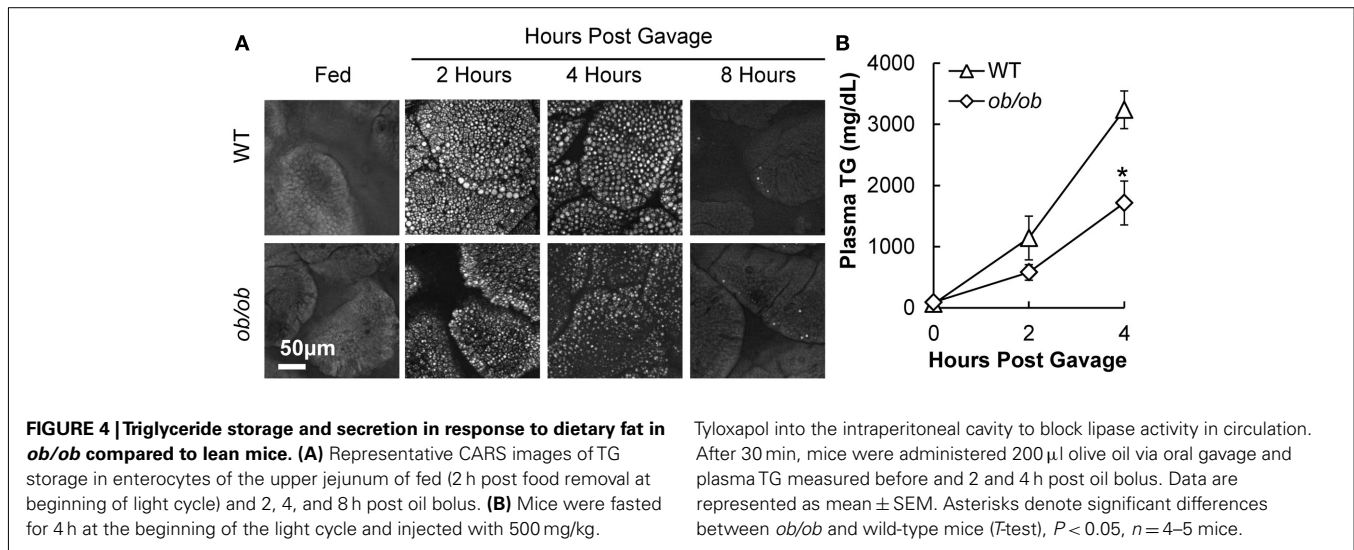 A
Hours Post Gavage
Fed
2 Hours
4 Hours
8 Hours
WT
ob/ob
50µm
B
4000
3000
2000
1000
0
Plasma TG (mg/dL)
WT
ob/ob
*
0
2
4
Hours Post Gavage
FIGURE 4 | Triglyceride storage and secretion in response to dietary fat in
ob/ob compared to lean mice. (A) Representative CARS images of TG
storage in enterocytes of the upper jejunum of fed (2 h post food removal at
beginning of light cycle) and 2, 4, and 8 h post oil bolus. (B) Mice were fasted
for 4 h at the beginning of the light cycle and injected with 500 mg/kg.
Tyloxapol into the intraperitoneal cavity to block lipase activity in circulation.
After 30 min, mice were administered 200 µl olive oil via oral gavage and
plasma TG measured before and 2 and 4 h post oil bolus. Data are
represented as mean ± SEM. Asterisks denote significant differences
between ob/ob and wild-type mice (T-test), P < 0.05, n = 4–5 mice.